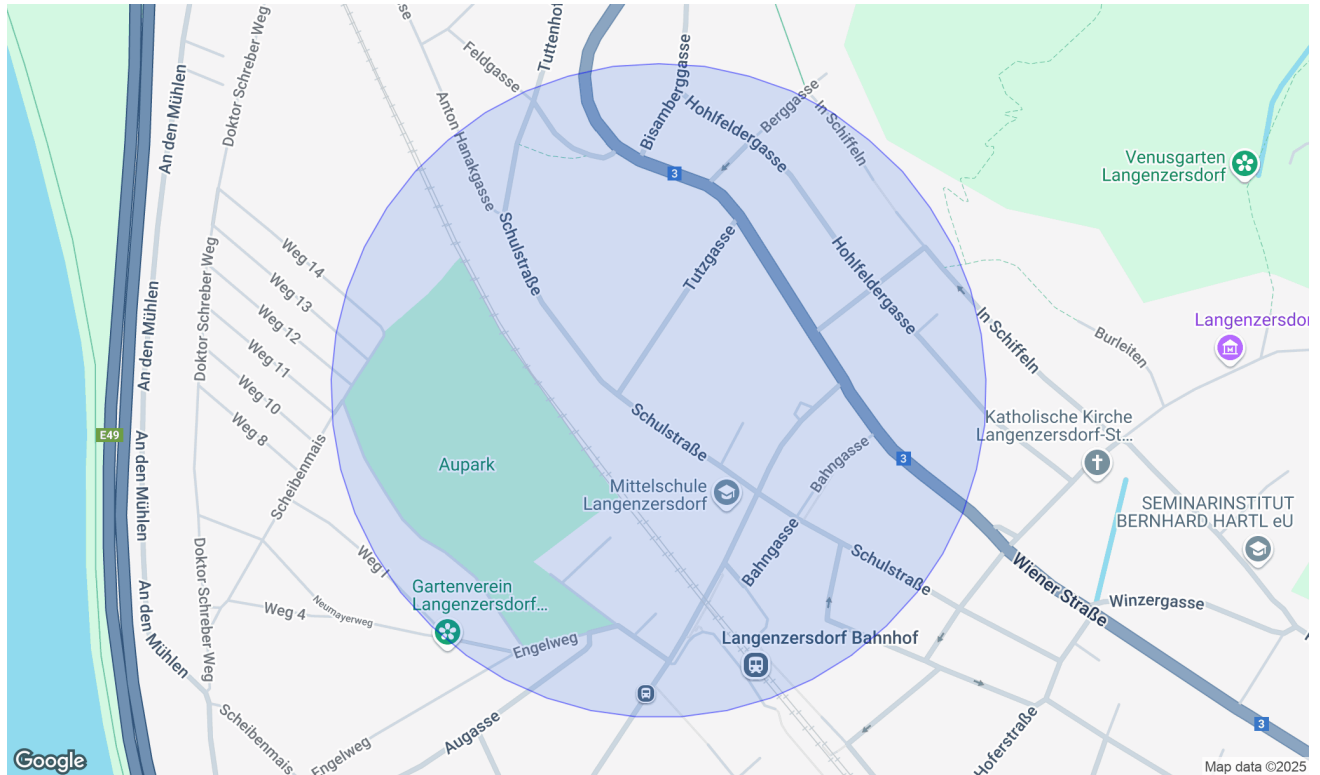 Doktor Schreber Weg
An den Mühlen
Feldgasse
Tuttenhof
Bisamberggasse
Hohlfeldergasse
Berggasse
In Schiffeln
Anton Hanakgasse
3
Venusgarten
Langenzersdorf
Schulstraße
Tutzgasse
Hohlfeldergasse
Weg 14
Weg 13
Weg 12
Weg 11
Weg 10
Weg 8
Doktor Schreber Weg
An den Mühlen
In Schiffeln
Burleiten
Langenzersdor
Katholische Kirche
Langenzersdorf-St...
E49
Scheibenmais
Aupark
Schulstraße
Mittelschule
Langenzersdorf
Bahngasse
3
An den Mühlen
SEMINARINSTITUT
BERNHARD HARTL eU
Weg I
Bahngasse
Schulstraße
Wiener Straße
Winzergasse
Doktor Schreber Weg
An den Mühlen
Gartenverein
Langenzersdorf...
Weg 4
Neumayerweg
Engelweg
Langenzersdorf Bahnhof
Scheibenmais
Engelweg
Augasse
Hoferstraße
3
Google
Map data ©2025